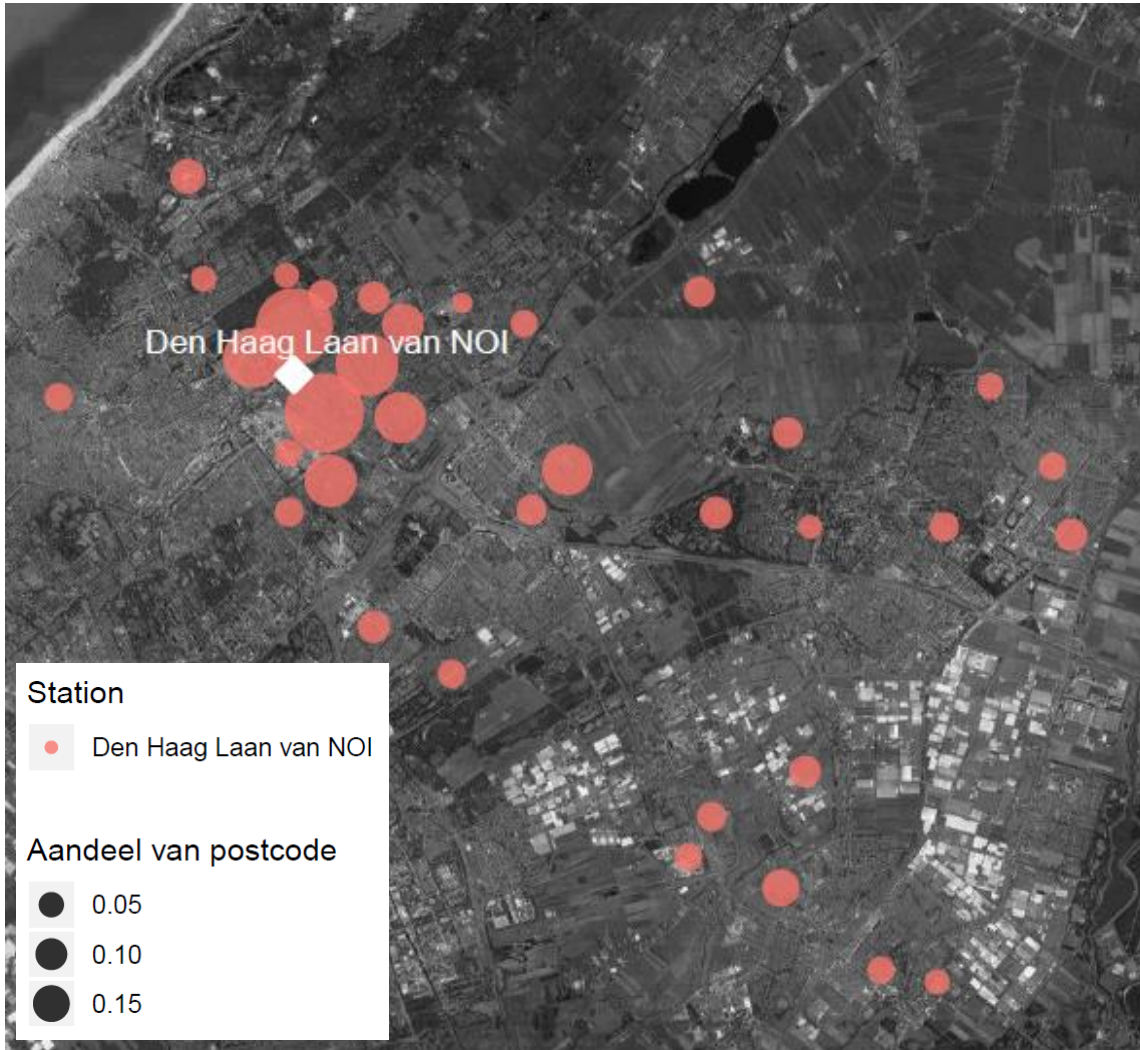 Den Haag Laan van NOI
Station
Den Haag Laan van NOI
Aandeel van postcode
0.05
0.10
0.15